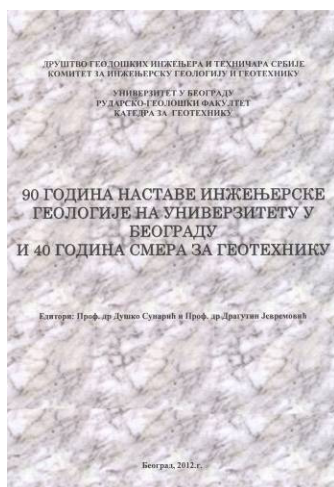 ДРУШТВО ГЕОЛОШКИХ ИНЖЕЊЕРА И ТЕХНИЧАРА СРБИЈЕ
КОМИТЕТ ЗА ИНЖЕЊЕРСКУ ГЕОЛОГИЈУ И ГЕОТЕХНИКУ
УНИВЕРЗИТЕТ У БЕОГРАДУ
РУДАРСКО-ГЕОЛОШКИ ФАКУЛТЕТ
КАТЕДРА ЗА ГЕОТЕХНИКУ
90 ГОДИНА НАСТАВЕ ИНЖЕЊЕРСКЕ
ГЕОЛОГИЈЕ НА УНИВЕРЗИТЕТУ У
БЕОГРАДУ
И 40 ГОДИНА СМЕРА ЗА ГЕОТЕХНИКУ
Едитори: Проф. др Душко Сунарић и Проф. др Драгутин Јевремовић
Београд, 2012.г.